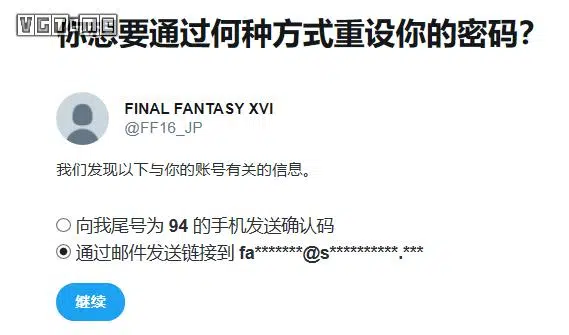 VGTIME
你想要通过何种方式重设你的密码?
FINAL FANTASY XVI
@FF16_JP
我们发现以下与你的账号有关的信息。
向我尾号为 94 的手机发送确认码
通过邮件发送链接到 fa*******@s**********.***
继续